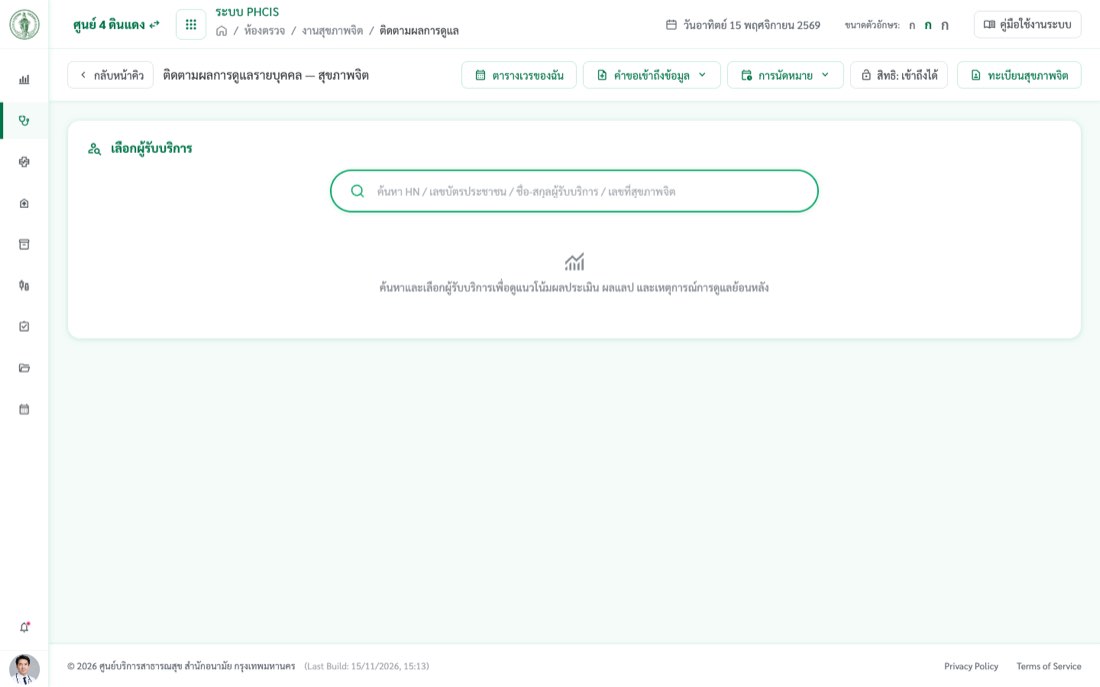 ศูนย์ 4 ดินแดง
ระบบ PHCIS
/ ห้องตรวจ / งานสุขภาพจิต / ติดตามผลการดูแล
วันอาทิตย์ 15 พฤศจิกายน 2569
ขนาดตัวอักษร: ก ก ก
คู่มือใช้งานระบบ
กลับหน้าคิว
ติดตามผลการดูแลรายบุคคล — สุขภาพจิต
ตารางเวรของฉัน
คำขอเข้าถึงข้อมูล
การนัดหมาย
สิทธิ: เข้าถึงได้
ทะเบียนสุขภาพจิต
เลือกผู้รับบริการ
ค้นหา HN / เลขบัตรประชาชน / ชื่อ-สกุลผู้รับบริการ / เลขที่สุขภาพจิต
ค้นหาและเลือกผู้รับบริการเพื่อดูแนวโน้มผลประเมิน ผลแลป และเหตุการณ์การดูแลย้อนหลัง
© 2026 ศูนย์บริการสาธารณสุข สำนักอนามัย กรุงเทพมหานคร (Last Build: 15/11/2026, 15:13)
Privacy Policy
Terms of Service